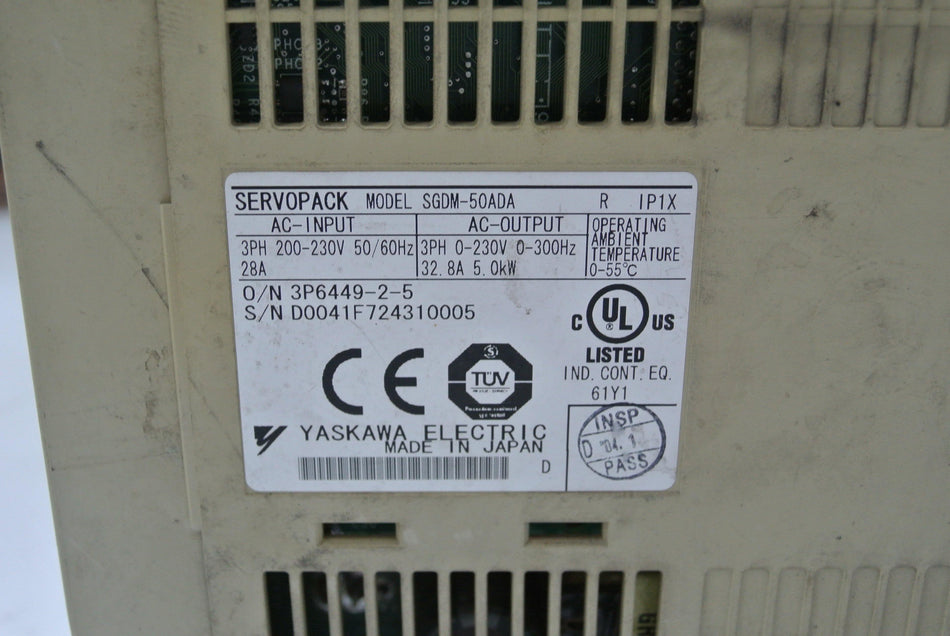 SERVOPACK MODEL SGDM-50ADA R IP1X
AC-INPUT
3PH 200-230V 50/60Hz
28A
AC-OUTPUT
3PH 0-230V 0-300Hz
32.8A 5.0kW
OPERATING
AMBIENT
TEMPERATURE
0-55℃
O/N 3P6449-2-5
S/N D0041F724310005
CE
TÜV
C UL US
LISTED
IND. CONT. EQ.
61Y1
YASKAWA ELECTRIC
MADE IN JAPAN
D
INSP
D '04. 1
PASS